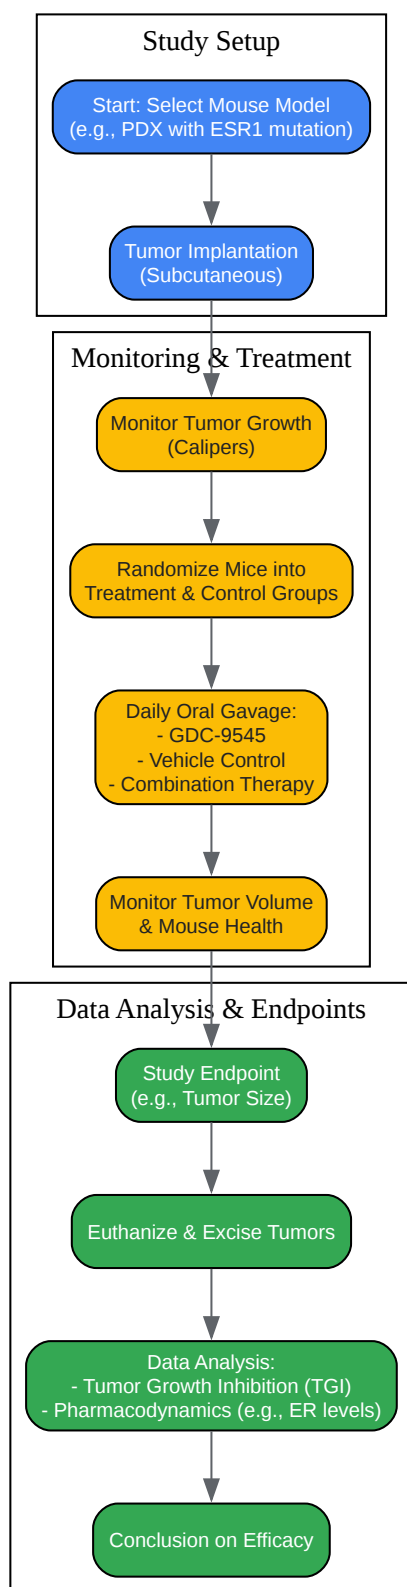 Study Setup
Start: Select Mouse Model
(e.g., PDX with ESR1 mutation)
Tumor Implantation
(Subcutaneous)
Monitoring & Treatment
Monitor Tumor Growth
(Calipers)
Randomize Mice into
Treatment & Control Groups
Daily Oral Gavage:
- GDC-9545
- Vehicle Control
- Combination Therapy
Monitor Tumor Volume
& Mouse Health
Data Analysis & Endpoints
Study Endpoint
(e.g., Tumor Size)
Euthanize & Excise Tumors
Data Analysis:
- Tumor Growth Inhibition (TGI)
- Pharmacodynamics (e.g., ER levels)
Conclusion on Efficacy